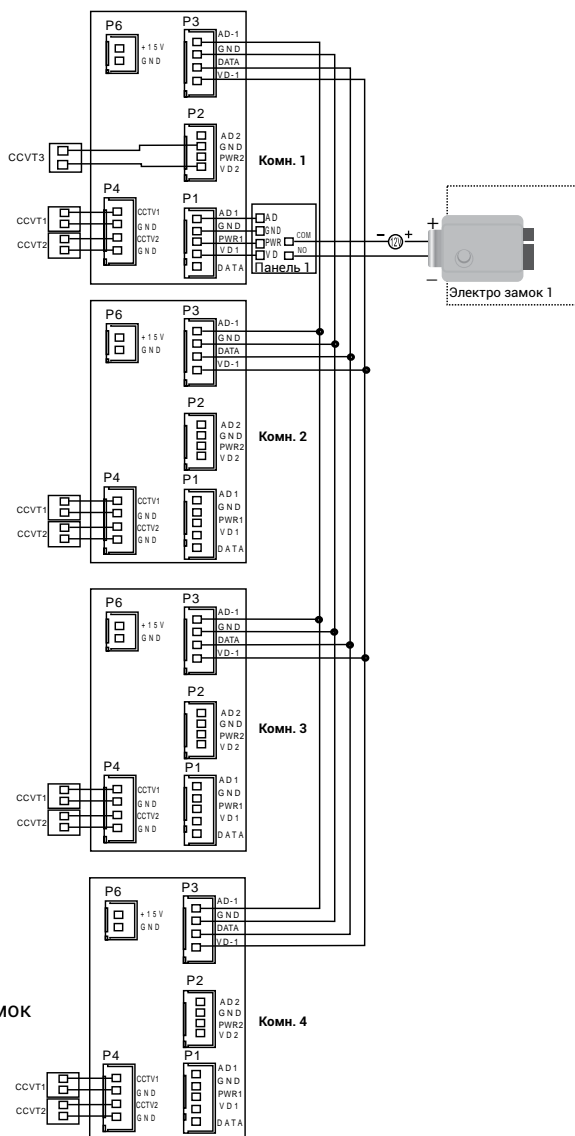 P6
+15V
GND
P3
AD-1
GND
DATA
VD-1
P2
AD2
GND
PWR2
VD2
CCVT3
Комн. 1
P4
CCTV1
GND
CCTV2
GND
CCVT1
CCVT2
P1
AD1
GND
PWR1
VD1
DATA
AD
GND
PWR
VD
COM
NO
Панель 1
− 12V +
+
−
Электро замок 1
P6
+15V
GND
P3
AD-1
GND
DATA
VD-1
P2
AD2
GND
PWR2
VD2
Комн. 2
P4
CCTV1
GND
CCTV2
GND
CCVT1
CCVT2
P1
AD1
GND
PWR1
VD1
DATA
P6
+15V
GND
P3
AD-1
GND
DATA
VD-1
P2
AD2
GND
PWR2
VD2
Комн. 3
P4
CCTV1
GND
CCTV2
GND
CCVT1
CCVT2
P1
AD1
GND
PWR1
VD1
DATA
P6
+15V
GND
P3
AD-1
GND
DATA
VD-1
P2
AD2
GND
PWR2
VD2
мок
Комн. 4
P4
CCTV1
GND
CCTV2
GND
CCVT1
CCVT2
P1
AD1
GND
PWR1
VD1
DATA